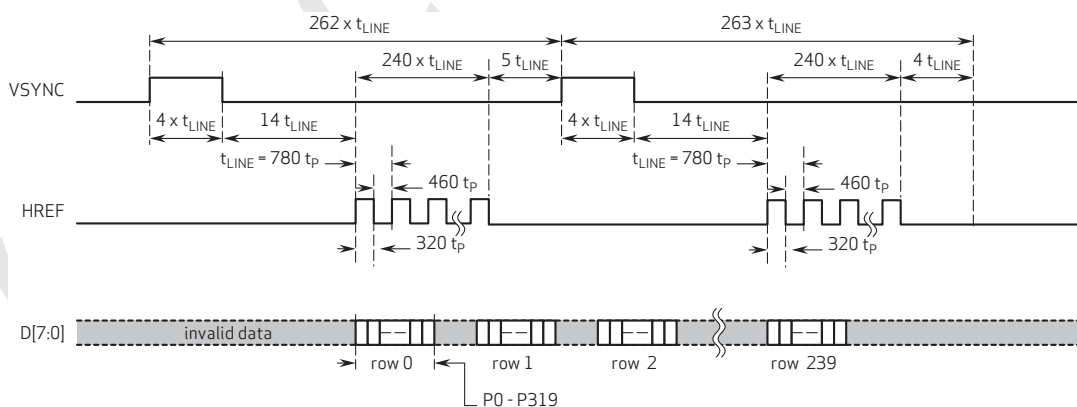 262 x tLINE 263 x tLINE
240 x tLINE 5 tLINE 240 x tLINE 4 tLINE
VSYNC
4 x tLINE 14 tLINE 4 x tLINE 14 tLINE
tLINE = 780 tP tLINE = 780 tP
460 tP 460 tP
HREF
320 tP 320 tP
D[7:0] invalid data
row 0 row 1 row 2 row 239
P0 - P319